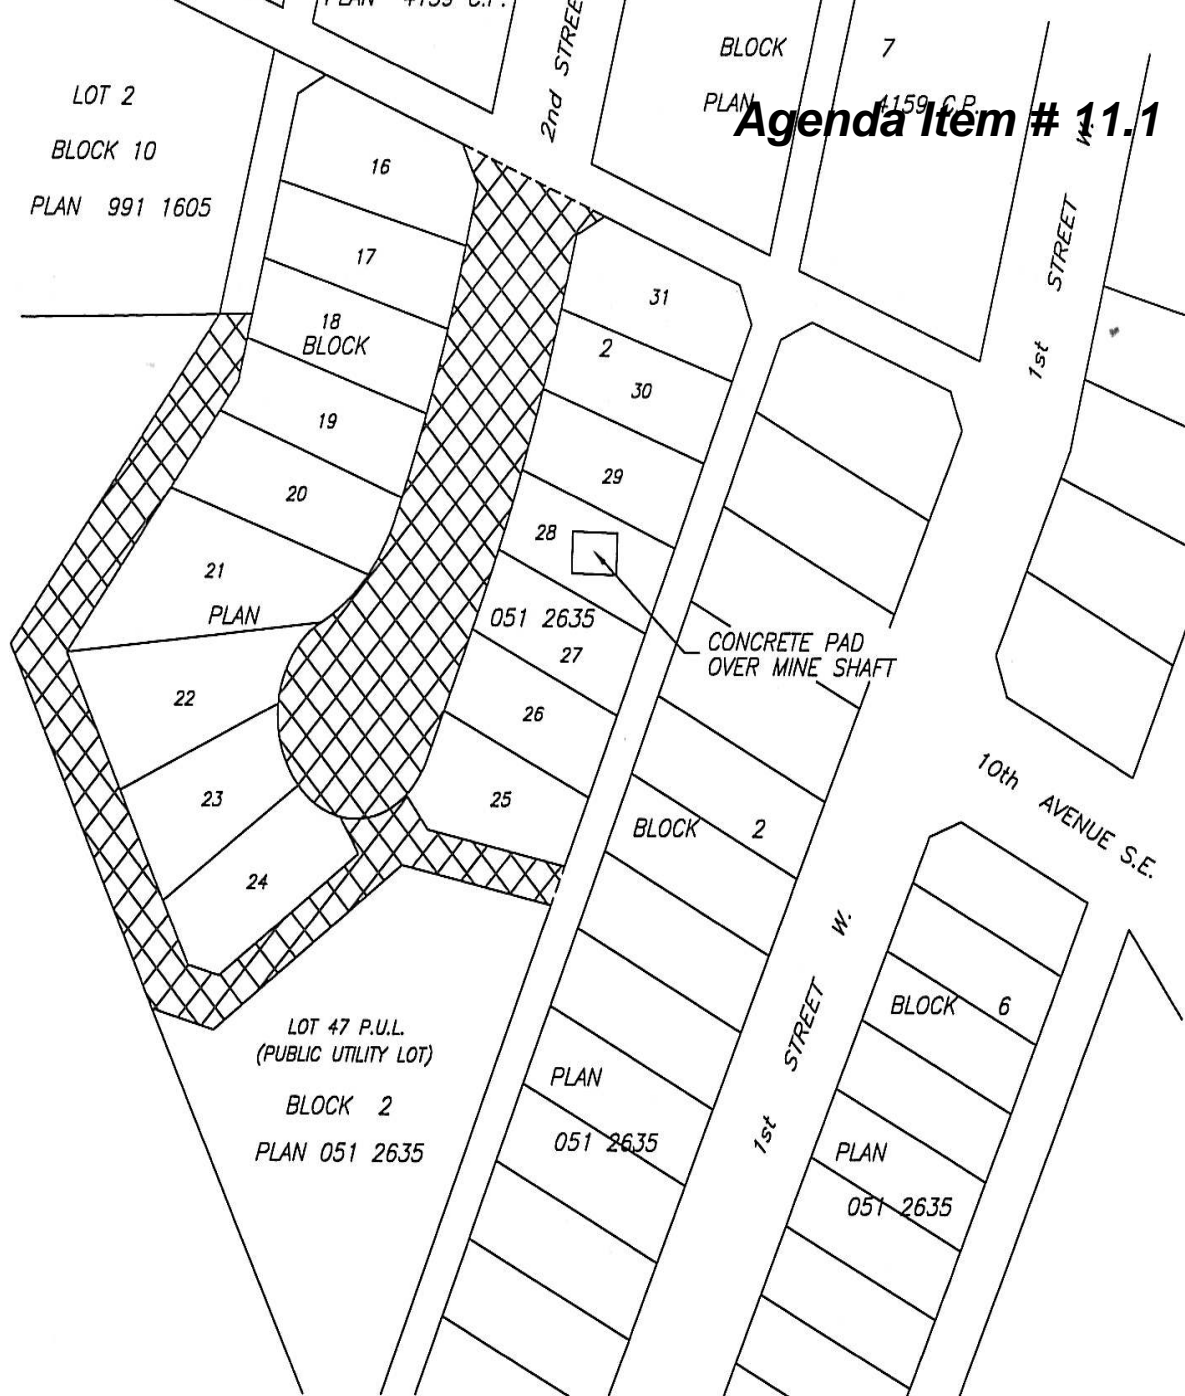 PLAN 4159 C.P.
2nd STREET
BLOCK 7
PLAN 4159 C.P.
Agenda Item # 11.1
LOT 2
BLOCK 10
PLAN 991 1605
1st STREET W.
16
17
18
BLOCK 2
19
20
21
PLAN 051 2635
22
23
24
31
30
29
28
27
26
25
CONCRETE PAD
OVER MINE SHAFT
10th AVENUE S.E.
BLOCK 2
PLAN
051 2635
1st STREET W.
BLOCK 6
PLAN
051 2635
LOT 47 P.U.L.
(PUBLIC UTILITY LOT)
BLOCK 2
PLAN 051 2635